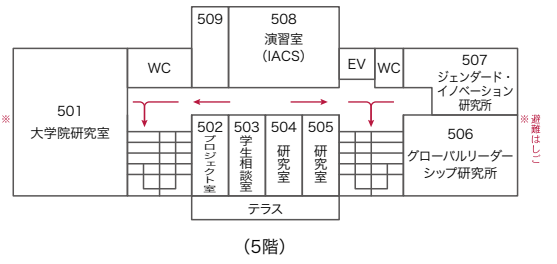 509
508
演習室
(IACS)
WC
EV
WC
507
ジェンダード・
イノベーション
研究所
※
501
大学院研究室
502
プロジェクト室
503
学生相談室
504
研究室
505
研究室
506
グローバルリーダー
シップ研究所
※避難はしご
テラス
(5階)